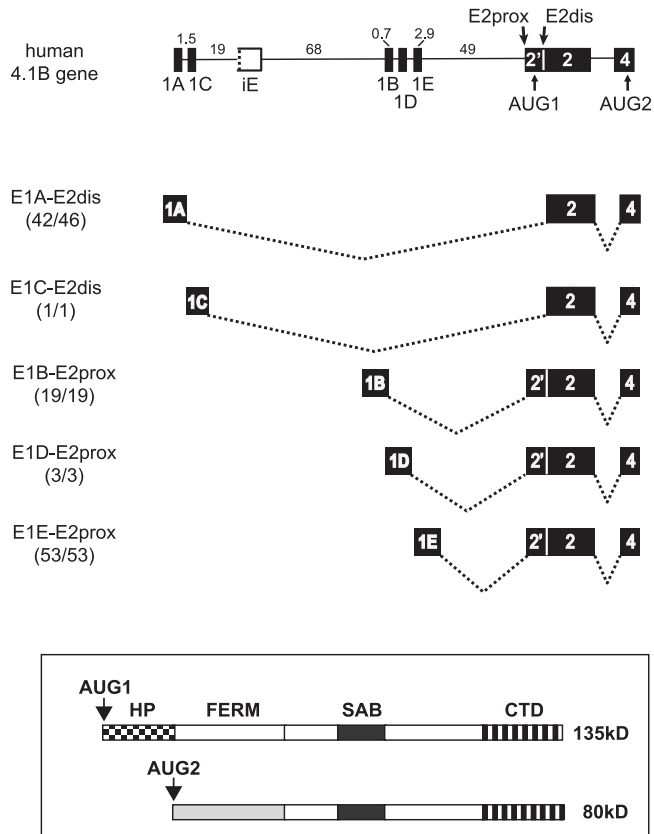 E2prox E2dis
human
4.1B gene
1.5
19
68
0.7
2.9
49
2' 2 4
1A 1C iE 1B 1E
1D
AUG1 AUG2
E1A-E2dis
(42/46)
1A 2 4
E1C-E2dis
(1/1)
1C 2 4
E1B-E2prox
(19/19)
1B 2' 2 4
E1D-E2prox
(3/3)
1D 2' 2 4
E1E-E2prox
(53/53)
1E 2' 2 4
AUG1
HP FERM SAB CTD
135kD
AUG2
80kD